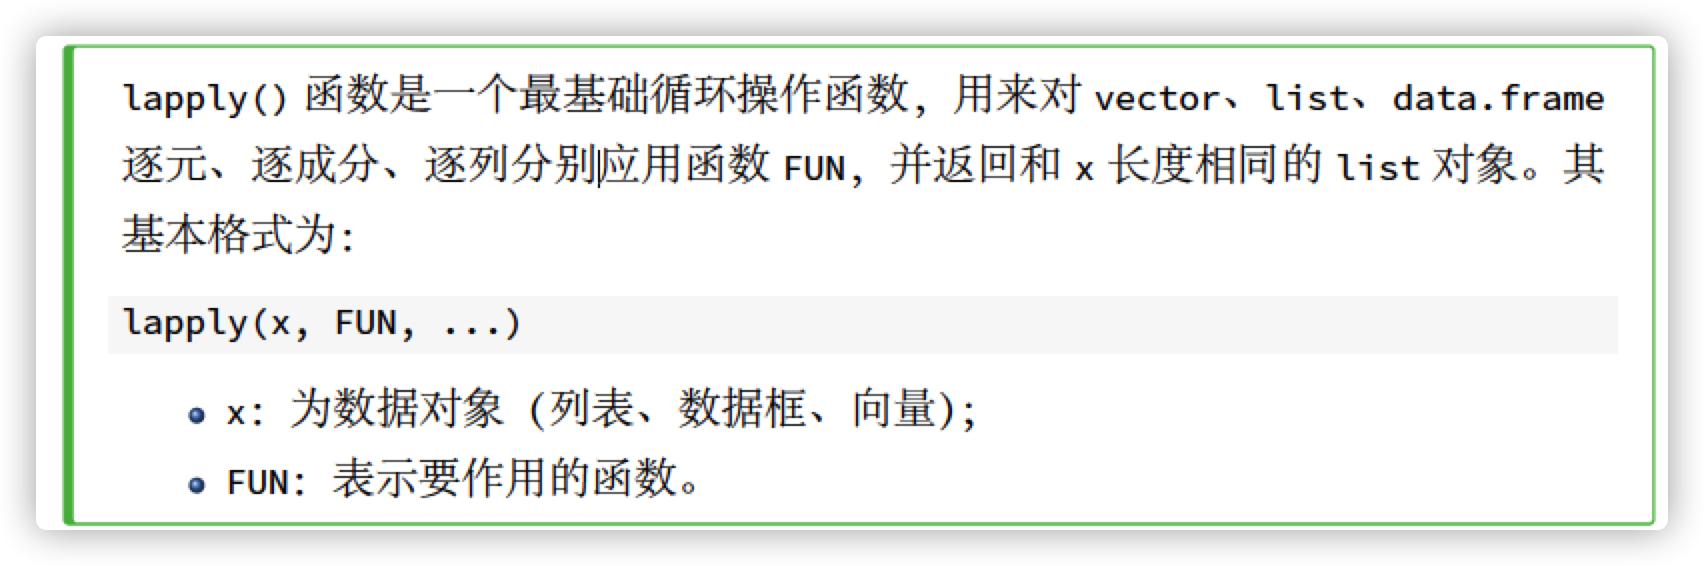 lapply() 函数是一个最基础循环操作函数，用来对 vector、list、data.frame
逐元、逐成分、逐列分别应用函数 FUN，并返回和 x 长度相同的 list 对象。其
基本格式为:
lapply(x, FUN, ...)
x: 为数据对象 (列表、数据框、向量);
FUN: 表示要作用的函数。